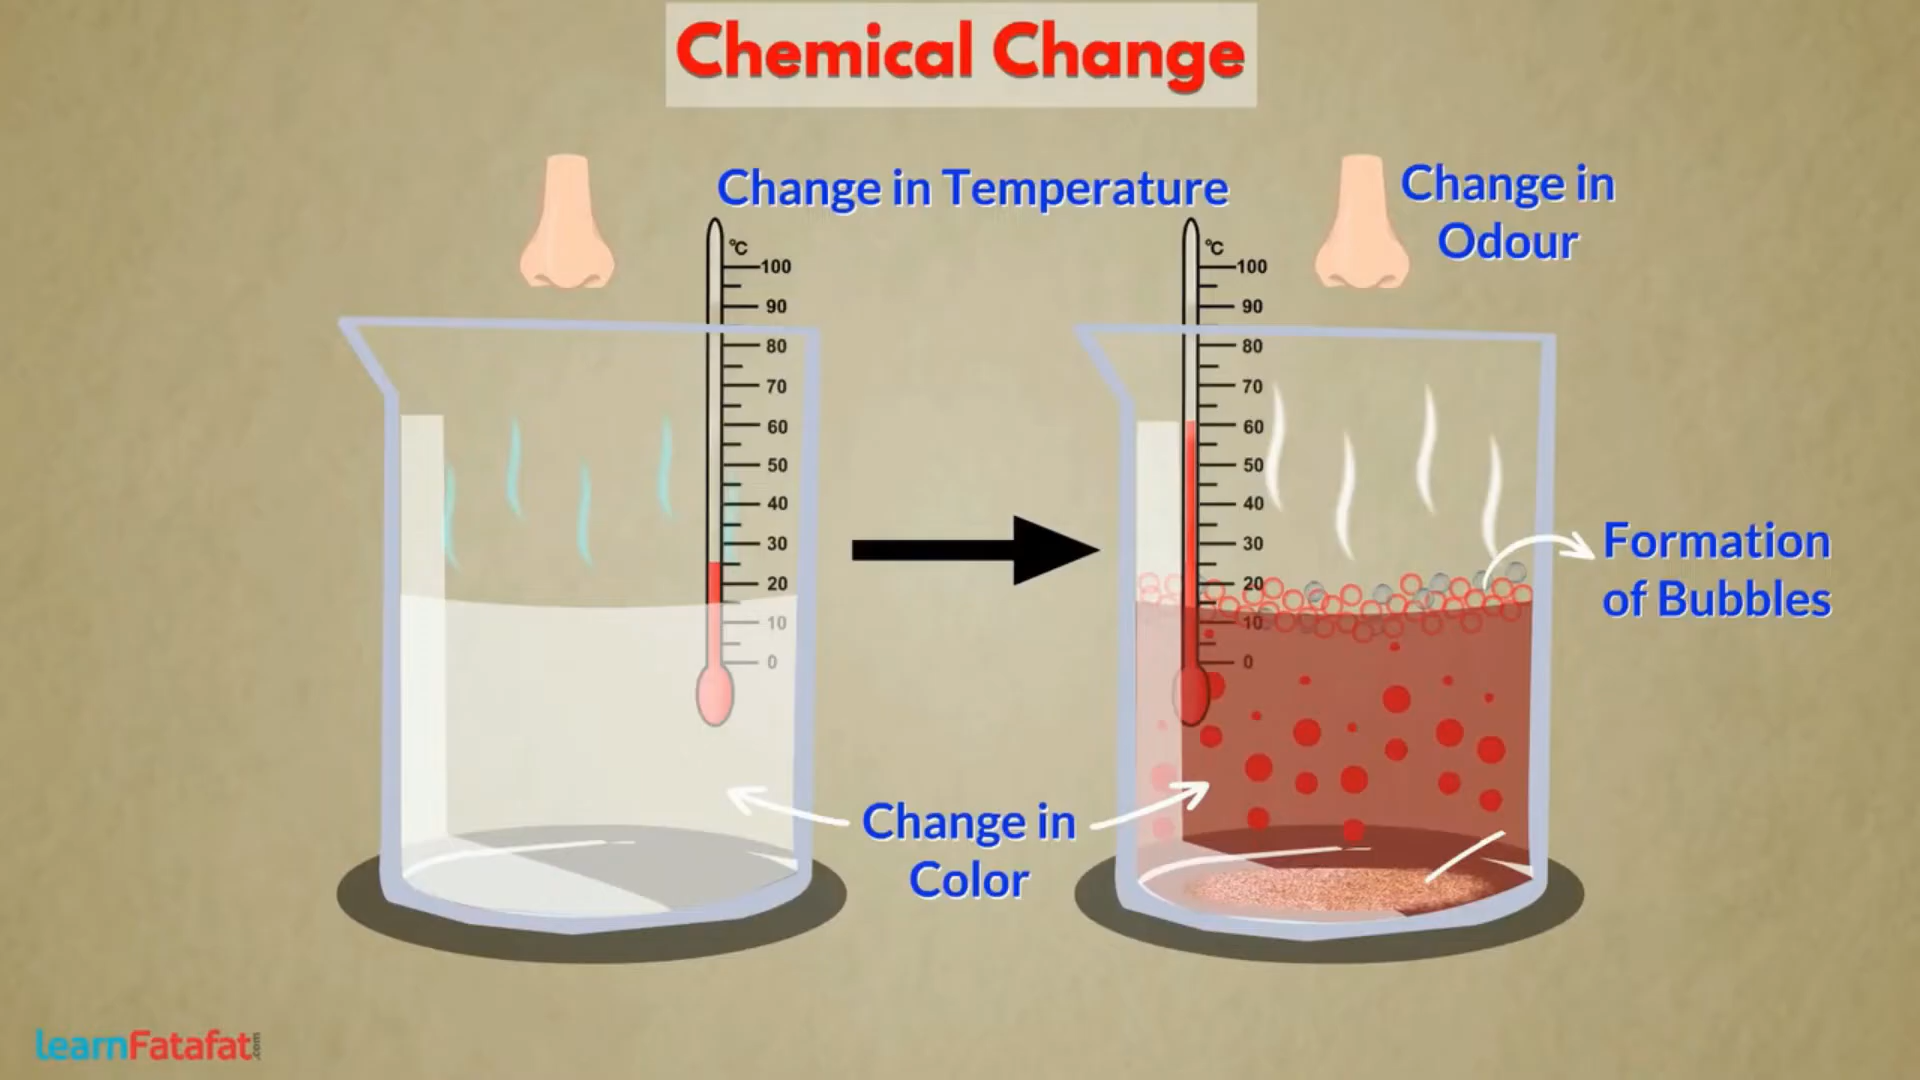 Chemical Change
Change in Temperature
Change in
Odour
°C
100
90
80
70
60
50
40
30
20
10
0
°C
100
90
80
70
60
50
40
30
20
10
0
Formation
of Bubbles
Change in
Color
learnFatafat.com